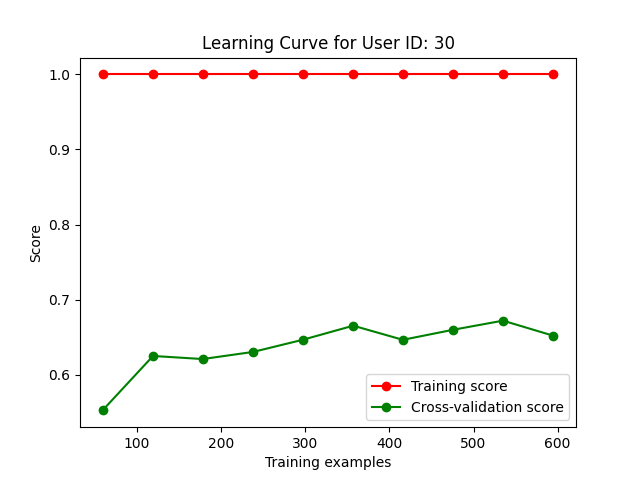 Learning Curve for User ID: 30
1.0
0.9
0.8
0.7
0.6
Score
Training score
Cross-validation score
100
200
300
400
500
600
Training examples